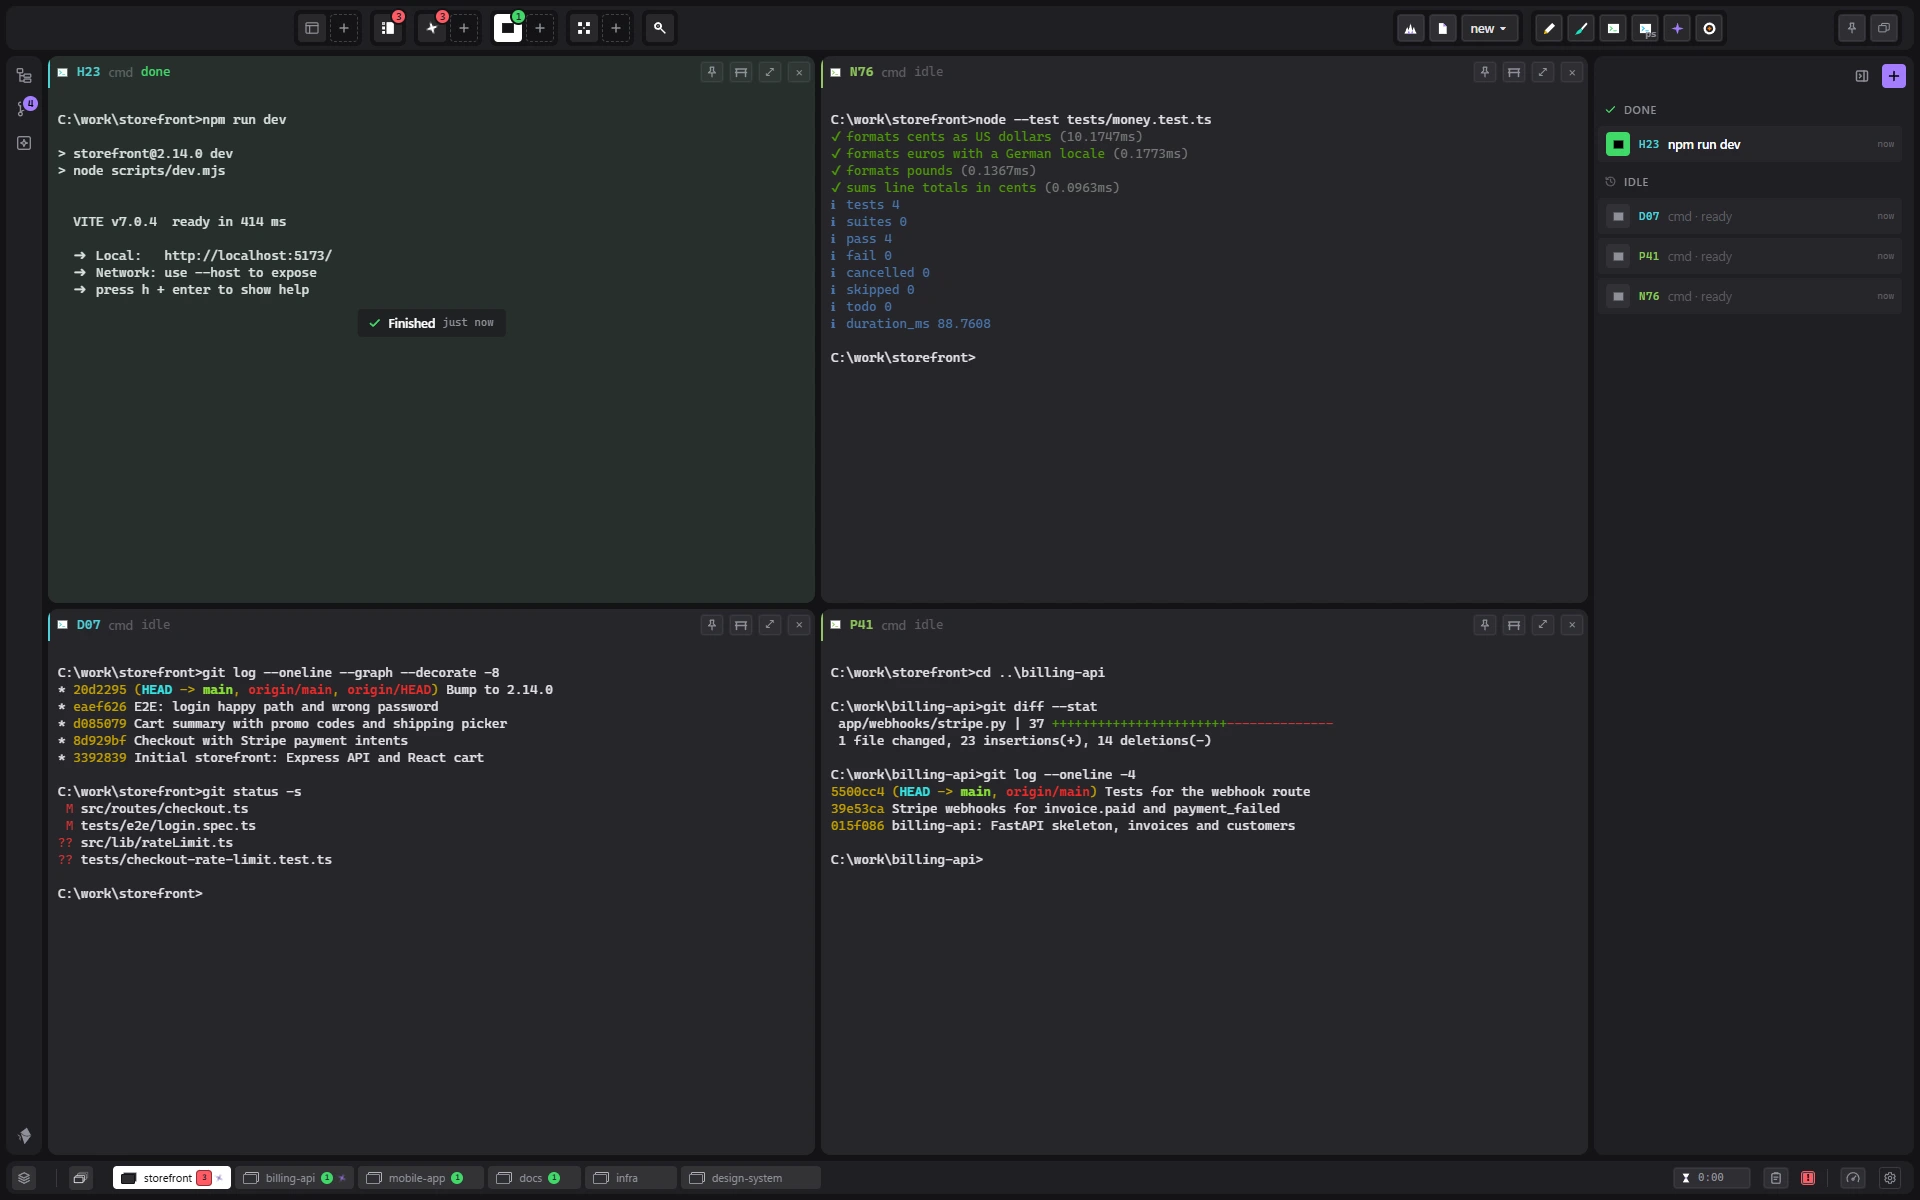 3
3
1
new
ps
4
H23 cmd done
C:\work\storefront>npm run dev
> storefront@2.14.0 dev
> node scripts/dev.mjs
VITE v7.0.4  ready in 414 ms
➜ Local:   http://localhost:5173/
➜ Network: use --host to expose
➜ press h + enter to show help
✓ Finished just now
N76 cmd idle
C:\work\storefront>node --test tests/money.test.ts
✓ formats cents as US dollars (10.1747ms)
✓ formats euros with a German locale (0.1773ms)
✓ formats pounds (0.1367ms)
✓ sums line totals in cents (0.0963ms)
ℹ tests 4
ℹ suites 0
ℹ pass 4
ℹ fail 0
ℹ cancelled 0
ℹ skipped 0
ℹ todo 0
ℹ duration_ms 88.7608
C:\work\storefront>
D07 cmd idle
C:\work\storefront>git log --oneline --graph --decorate -8
* 20d2295 (HEAD -> main, origin/main, origin/HEAD) Bump to 2.14.0
* eaef626 E2E: login happy path and wrong password
* d085079 Cart summary with promo codes and shipping picker
* 8d929bf Checkout with Stripe payment intents
* 3392839 Initial storefront: Express API and React cart
C:\work\storefront>git status -s
M src/routes/checkout.ts
M tests/e2e/login.spec.ts
?? src/lib/rateLimit.ts
?? tests/checkout-rate-limit.test.ts
C:\work\storefront>
P41 cmd idle
C:\work\storefront>cd ..\billing-api
C:\work\billing-api>git diff --stat
app/webhooks/stripe.py | 37 +++++++++++++++++++++++--------------
1 file changed, 23 insertions(+), 14 deletions(-)
C:\work\billing-api>git log --oneline -4
5500cc4 (HEAD -> main, origin/main) Tests for the webhook route
39e53ca Stripe webhooks for invoice.paid and payment_failed
015f086 billing-api: FastAPI skeleton, invoices and customers
C:\work\billing-api>
DONE
H23 npm run dev now
IDLE
D07 cmd · ready now
P41 cmd · ready now
N76 cmd · ready now
storefront 3
billing-api 1
mobile-app 1
docs 1
infra
design-system
0:00